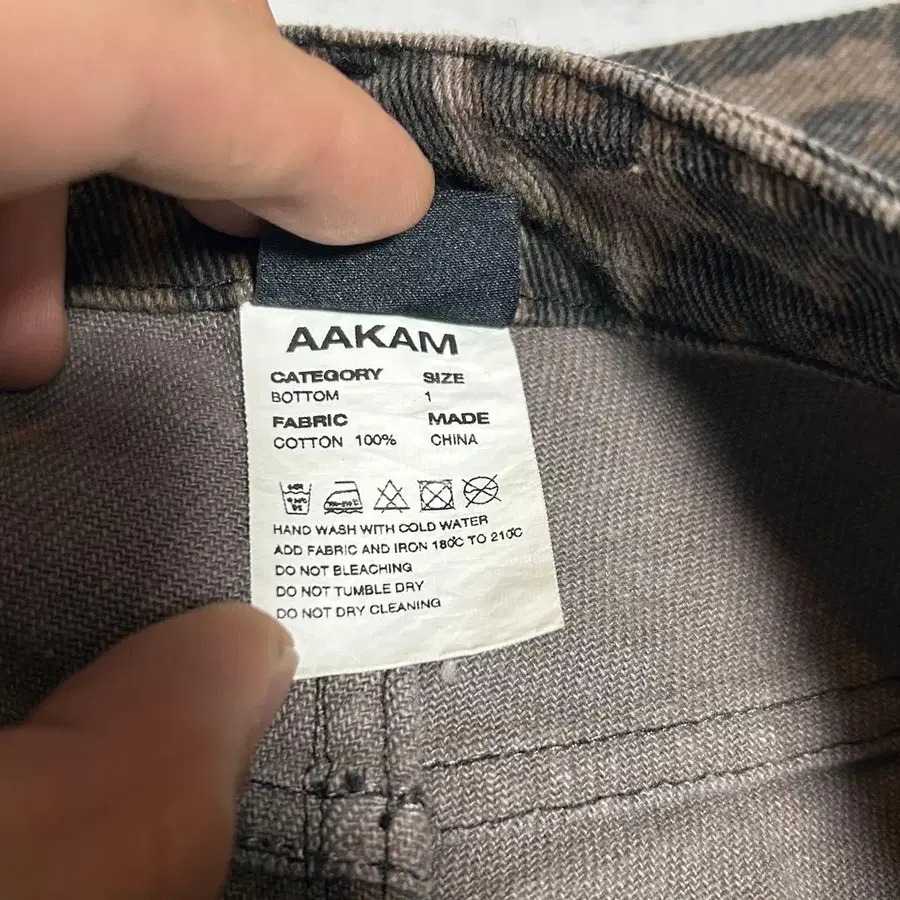 AAKAM
CATEGORY SIZE
BOTTOM 1
FABRIC MADE
COTTON 100% CHINA
HAND WASH WITH COLD WATER
ADD FABRIC AND IRON 180℃ TO 210℃
DO NOT BLEACHING
DO NOT TUMBLE DRY
DO NOT DRY CLEANING